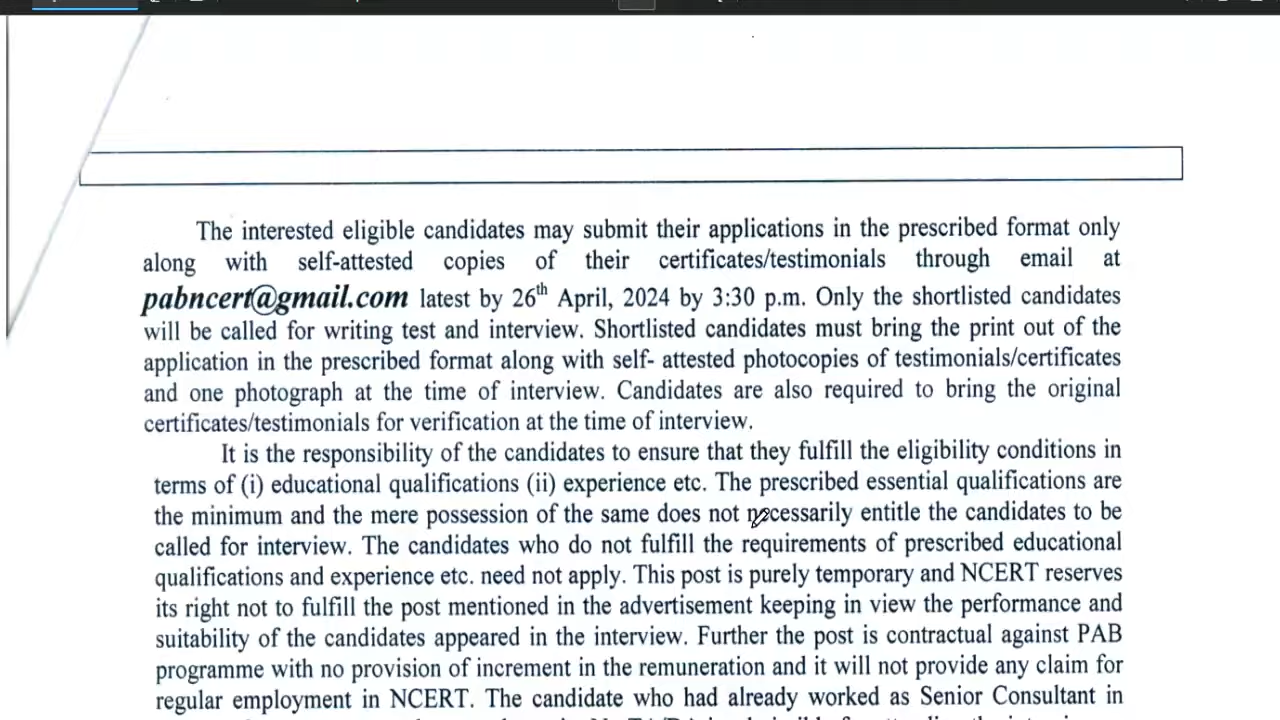 The interested eligible candidates may submit their applications in the prescribed format only
along with self-attested copies of their certificates/testimonials through email at
pabncert@gmail.com latest by 26th April, 2024 by 3:30 p.m. Only the shortlisted candidates
will be called for writing test and interview. Shortlisted candidates must bring the print out of the
application in the prescribed format along with self- attested photocopies of testimonials/certificates
and one photograph at the time of interview. Candidates are also required to bring the original
certificates/testimonials for verification at the time of interview.
It is the responsibility of the candidates to ensure that they fulfill the eligibility conditions in
terms of (i) educational qualifications (ii) experience etc. The prescribed essential qualifications are
the minimum and the mere possession of the same does not necessarily entitle the candidates to be
called for interview. The candidates who do not fulfill the requirements of prescribed educational
qualifications and experience etc. need not apply. This post is purely temporary and NCERT reserves
its right not to fulfill the post mentioned in the advertisement keeping in view the performance and
suitability of the candidates appeared in the interview. Further the post is contractual against PAB
programme with no provision of increment in the remuneration and it will not provide any claim for
regular employment in NCERT. The candidate who had already worked as Senior Consultant in